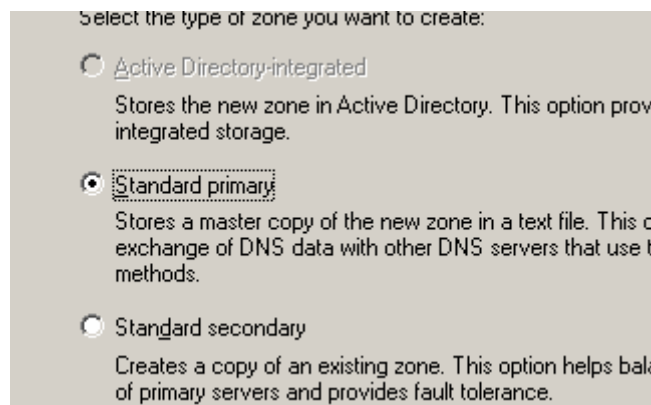 Select the type of zone you want to create:
Active Directory-integrated
Stores the new zone in Active Directory. This option prov
integrated storage.
Standard primary
Stores a master copy of the new zone in a text file. This
exchange of DNS data with other DNS servers that use
methods.
Standard secondary
Creates a copy of an existing zone. This option helps bala
of primary servers and provides fault tolerance.